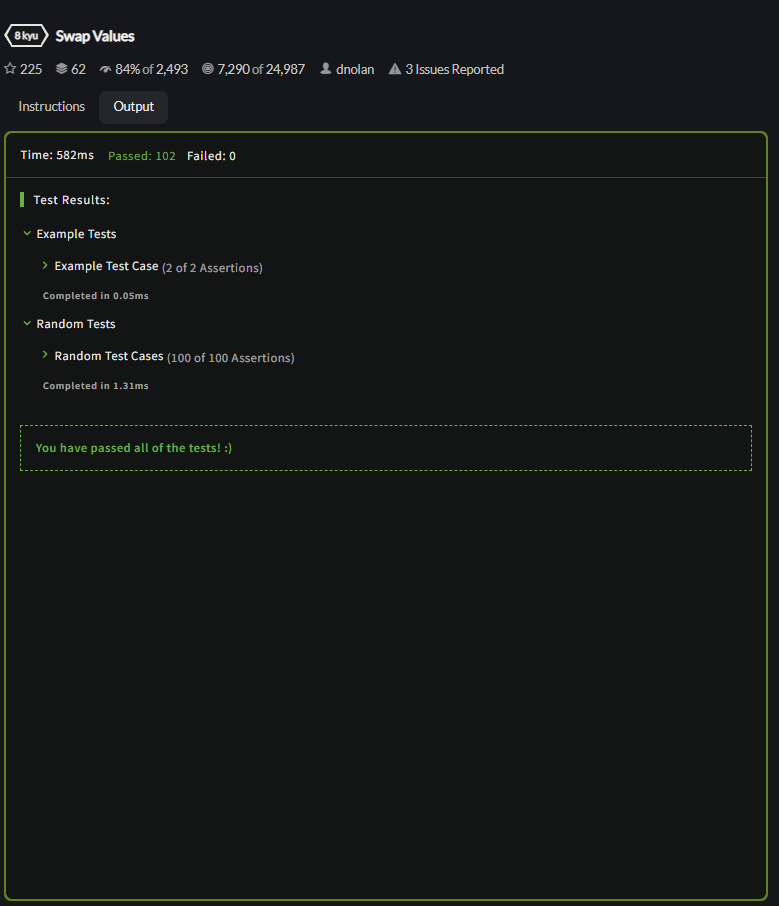 8 kyu Swap Values
225 62 84% of 2,493 7,290 of 24,987 dnolan 3 Issues Reported
Instructions Output
Time: 582ms Passed: 102 Failed: 0
Test Results:
Example Tests
Example Test Case (2 of 2 Assertions)
Completed in 0.05ms
Random Tests
Random Test Cases (100 of 100 Assertions)
Completed in 1.31ms
You have passed all of the tests! :)